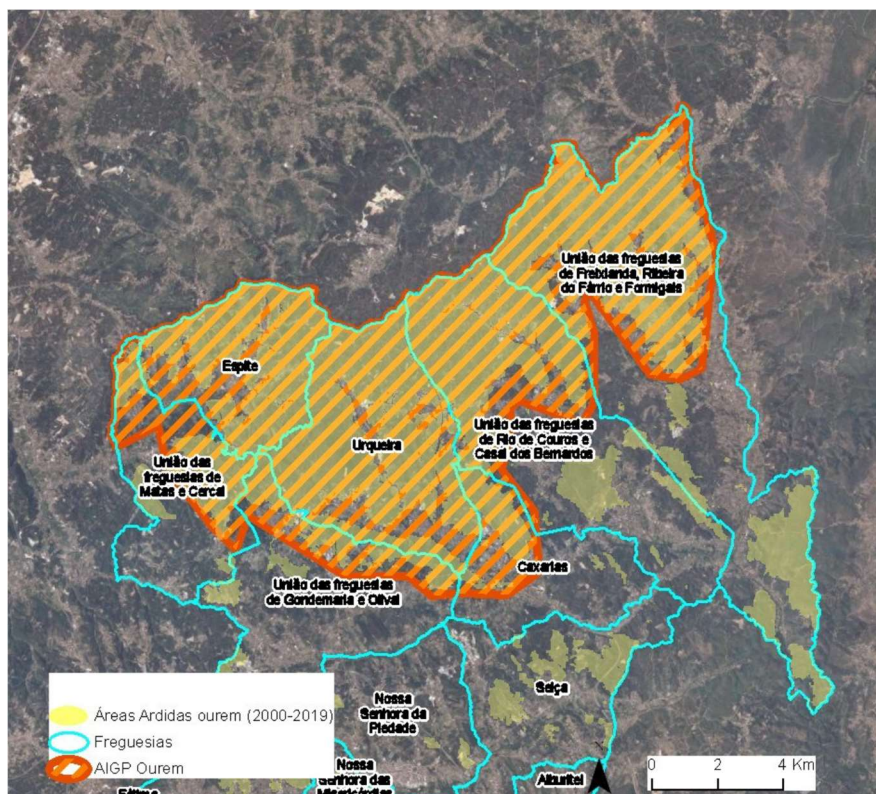 União das freguesias
de Freixianda, Ribeira
do Fárrio e Formigais
Espite
Urqueira
União das freguesias
de Rio de Couros e
Casal dos Bernardos
União das
freguesias de
Matas e Cercal
Caxarias
União das freguesias
de Gondemaria e Olival
Seiça
Nossa
Senhora da
Piedade
Nossa
Senhora das
Misericórdias
Alburitel
Fátima
Áreas Ardidas ourem (2000-2019)
Freguesias
AIGP Ourem
0 2 4 Km